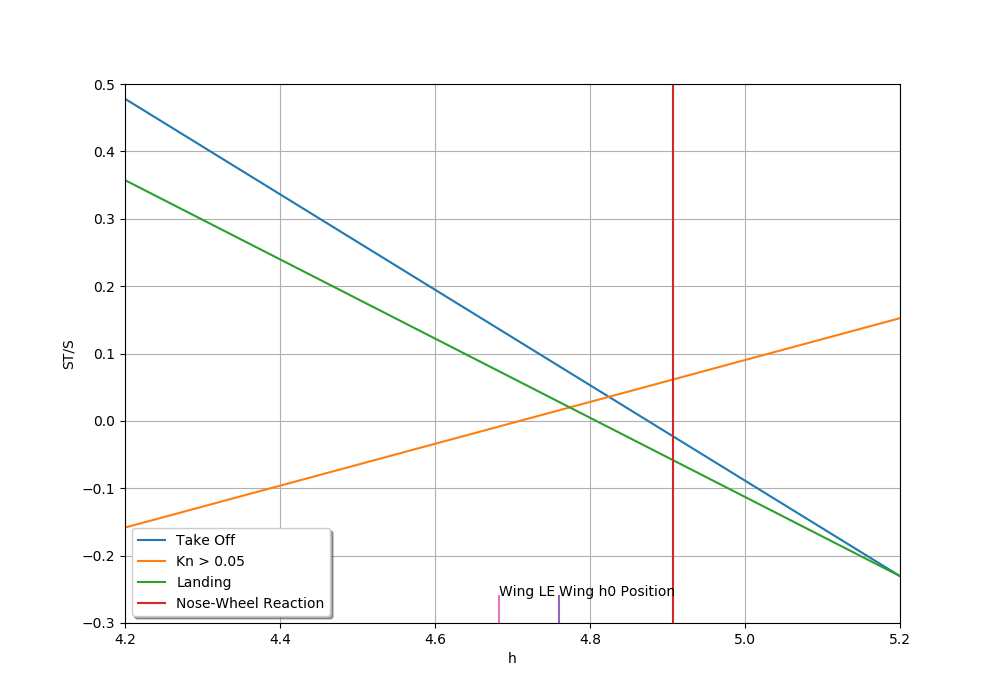 0.5
0.4
0.3
0.2
0.1
0.0
−0.1
−0.2
−0.3
ST/S
Take Off
Kn > 0.05
Landing
Nose-Wheel Reaction
Wing LE
Wing h0 Position
4.2
4.4
4.6
4.8
5.0
5.2
h